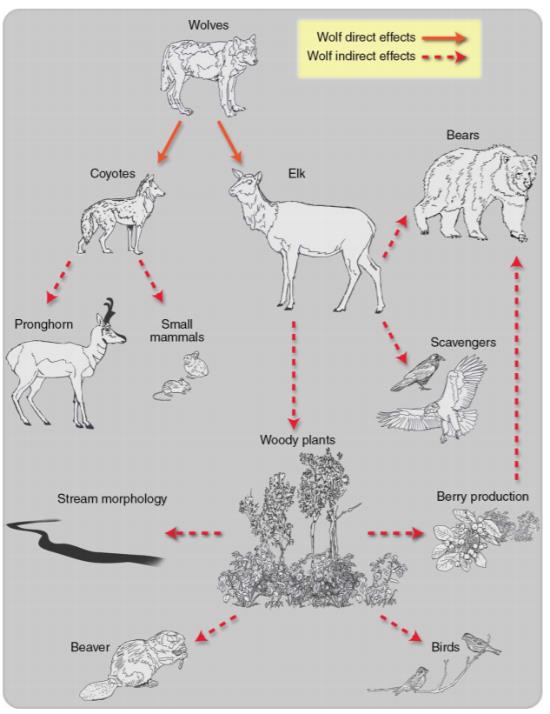 Wolves
Wolf direct effects
Wolf indirect effects
Bears
Coyotes
Elk
Pronghorn
Small
mammals
Scavengers
Woody plants
Stream morphology
Berry production
Beaver
Birds